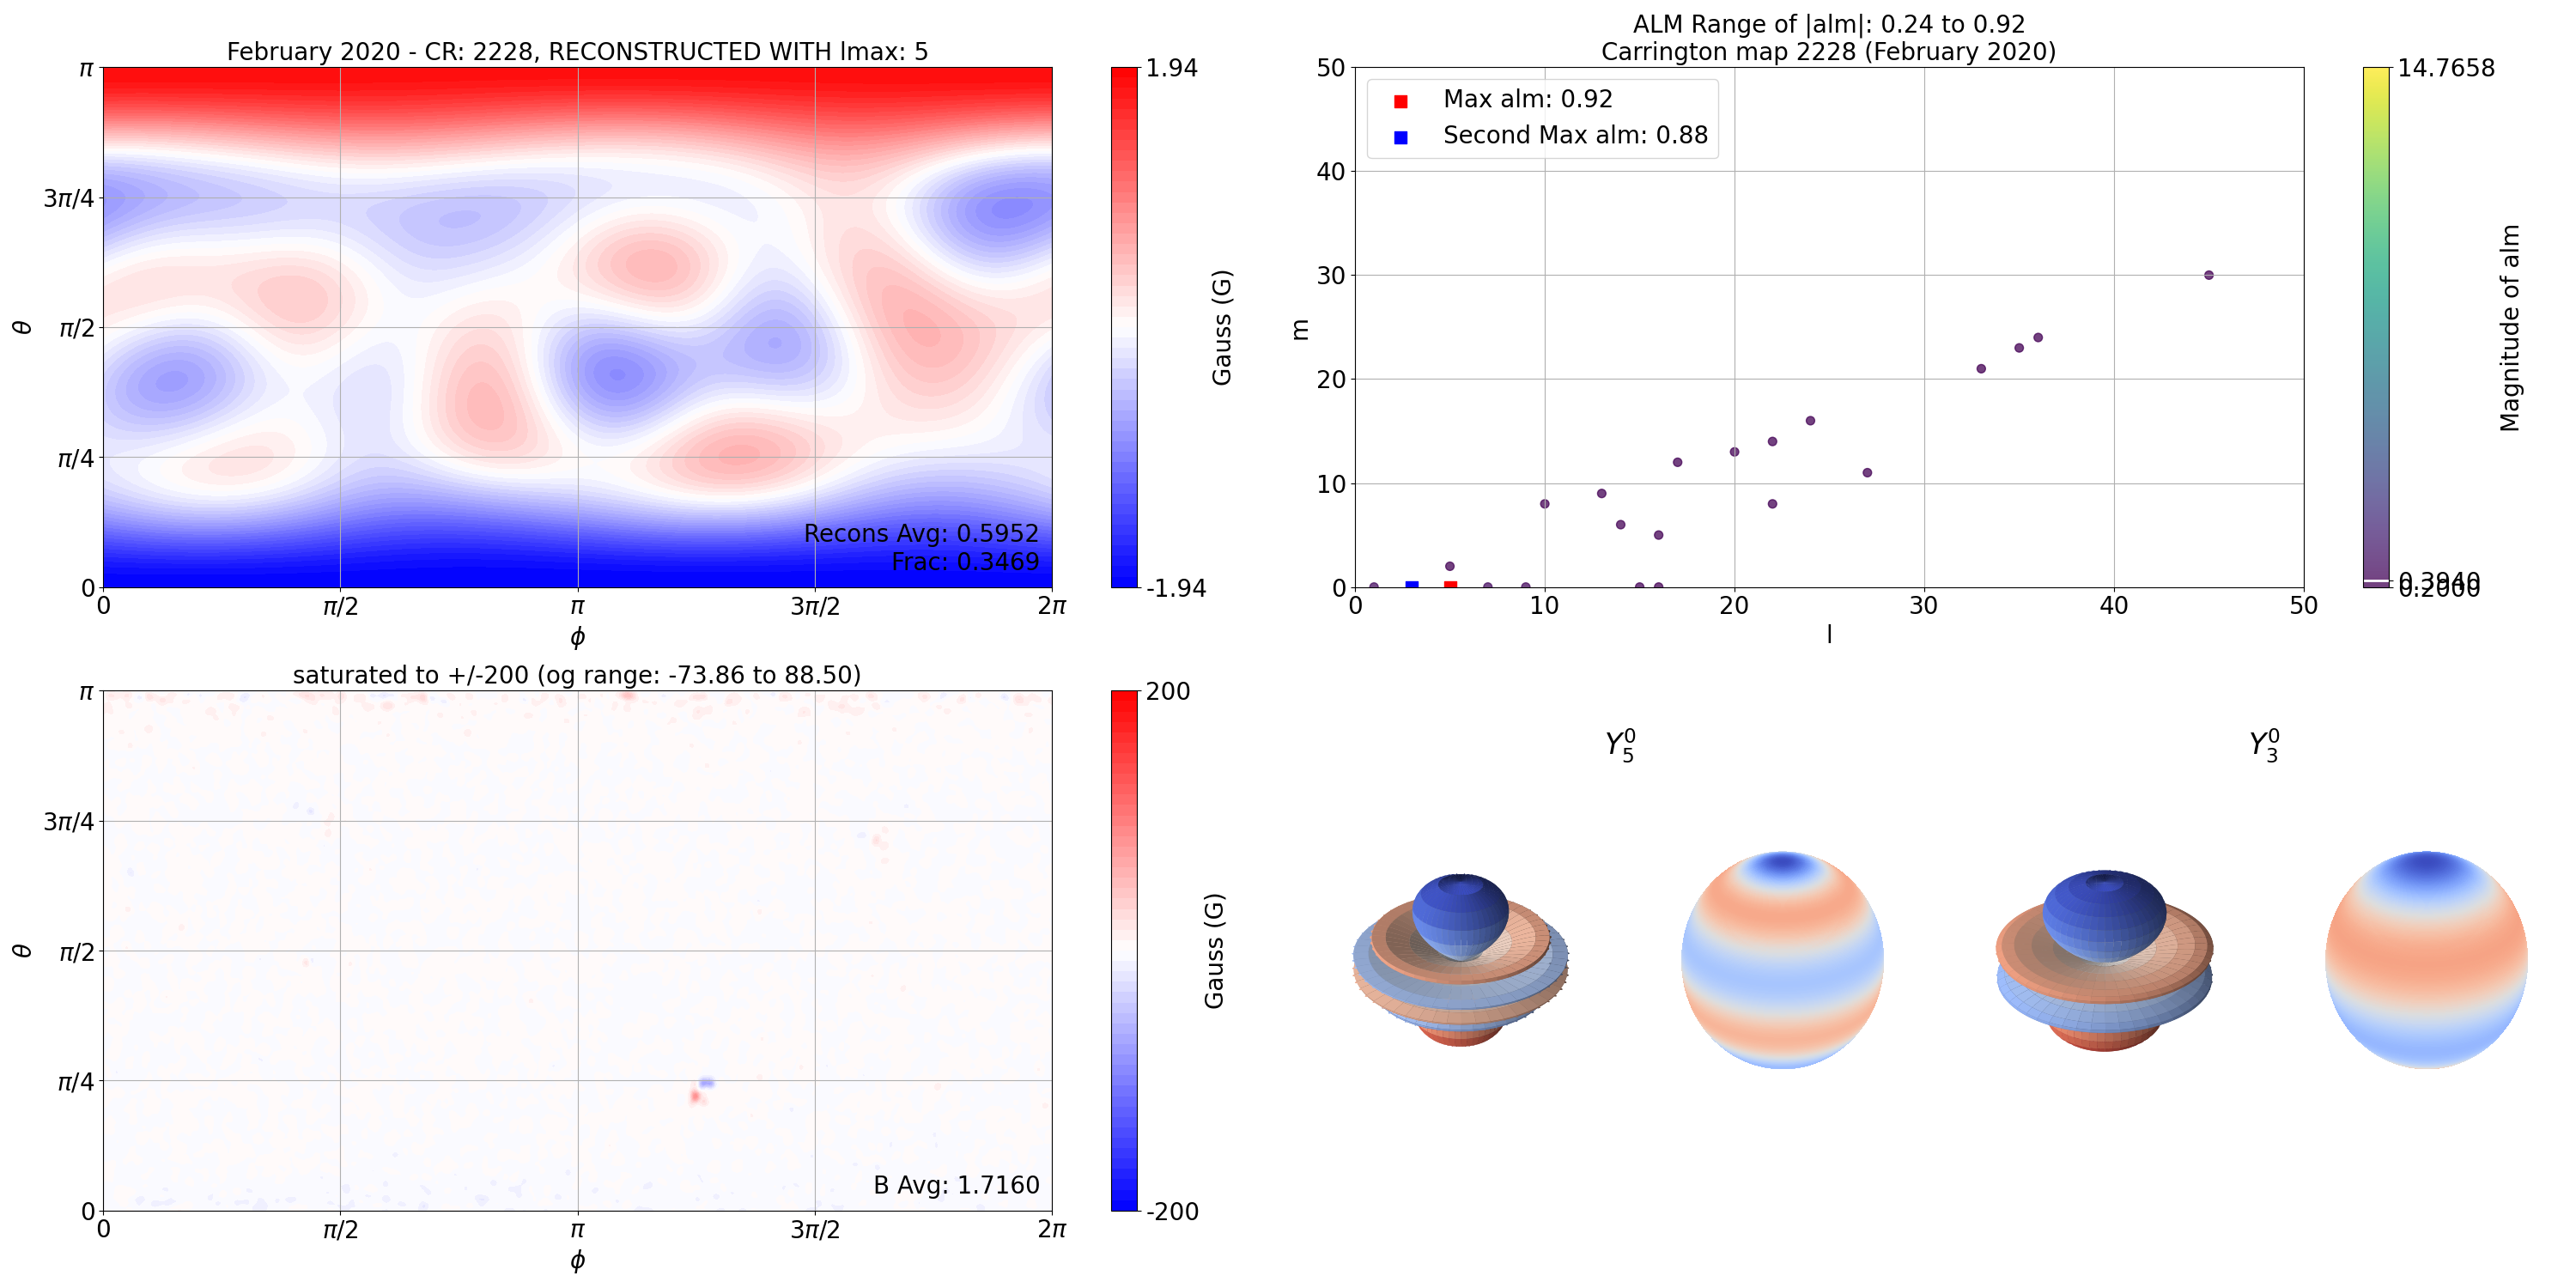 February 2020 - CR: 2228, RECONSTRUCTED WITH lmax: 5
π
3π/4
π/2
π/4
0
θ
0
π/2
π
3π/2
2π
ϕ
Recons Avg: 0.5952
Frac: 0.3469
1.94
-1.94
Gauss (G)
ALM Range of |alm|: 0.24 to 0.92
Carrington map 2228 (February 2020)
Max alm: 0.92
Second Max alm: 0.88
50
40
30
20
10
0
m
0
10
20
30
40
50
l
14.7658
0.3940
0.2000
Magnitude of alm
saturated to +/-200 (og range: -73.86 to 88.50)
π
3π/4
π/2
π/4
0
θ
0
π/2
π
3π/2
2π
ϕ
B Avg: 1.7160
200
-200
Gauss (G)
Y₅⁰
Y₃⁰